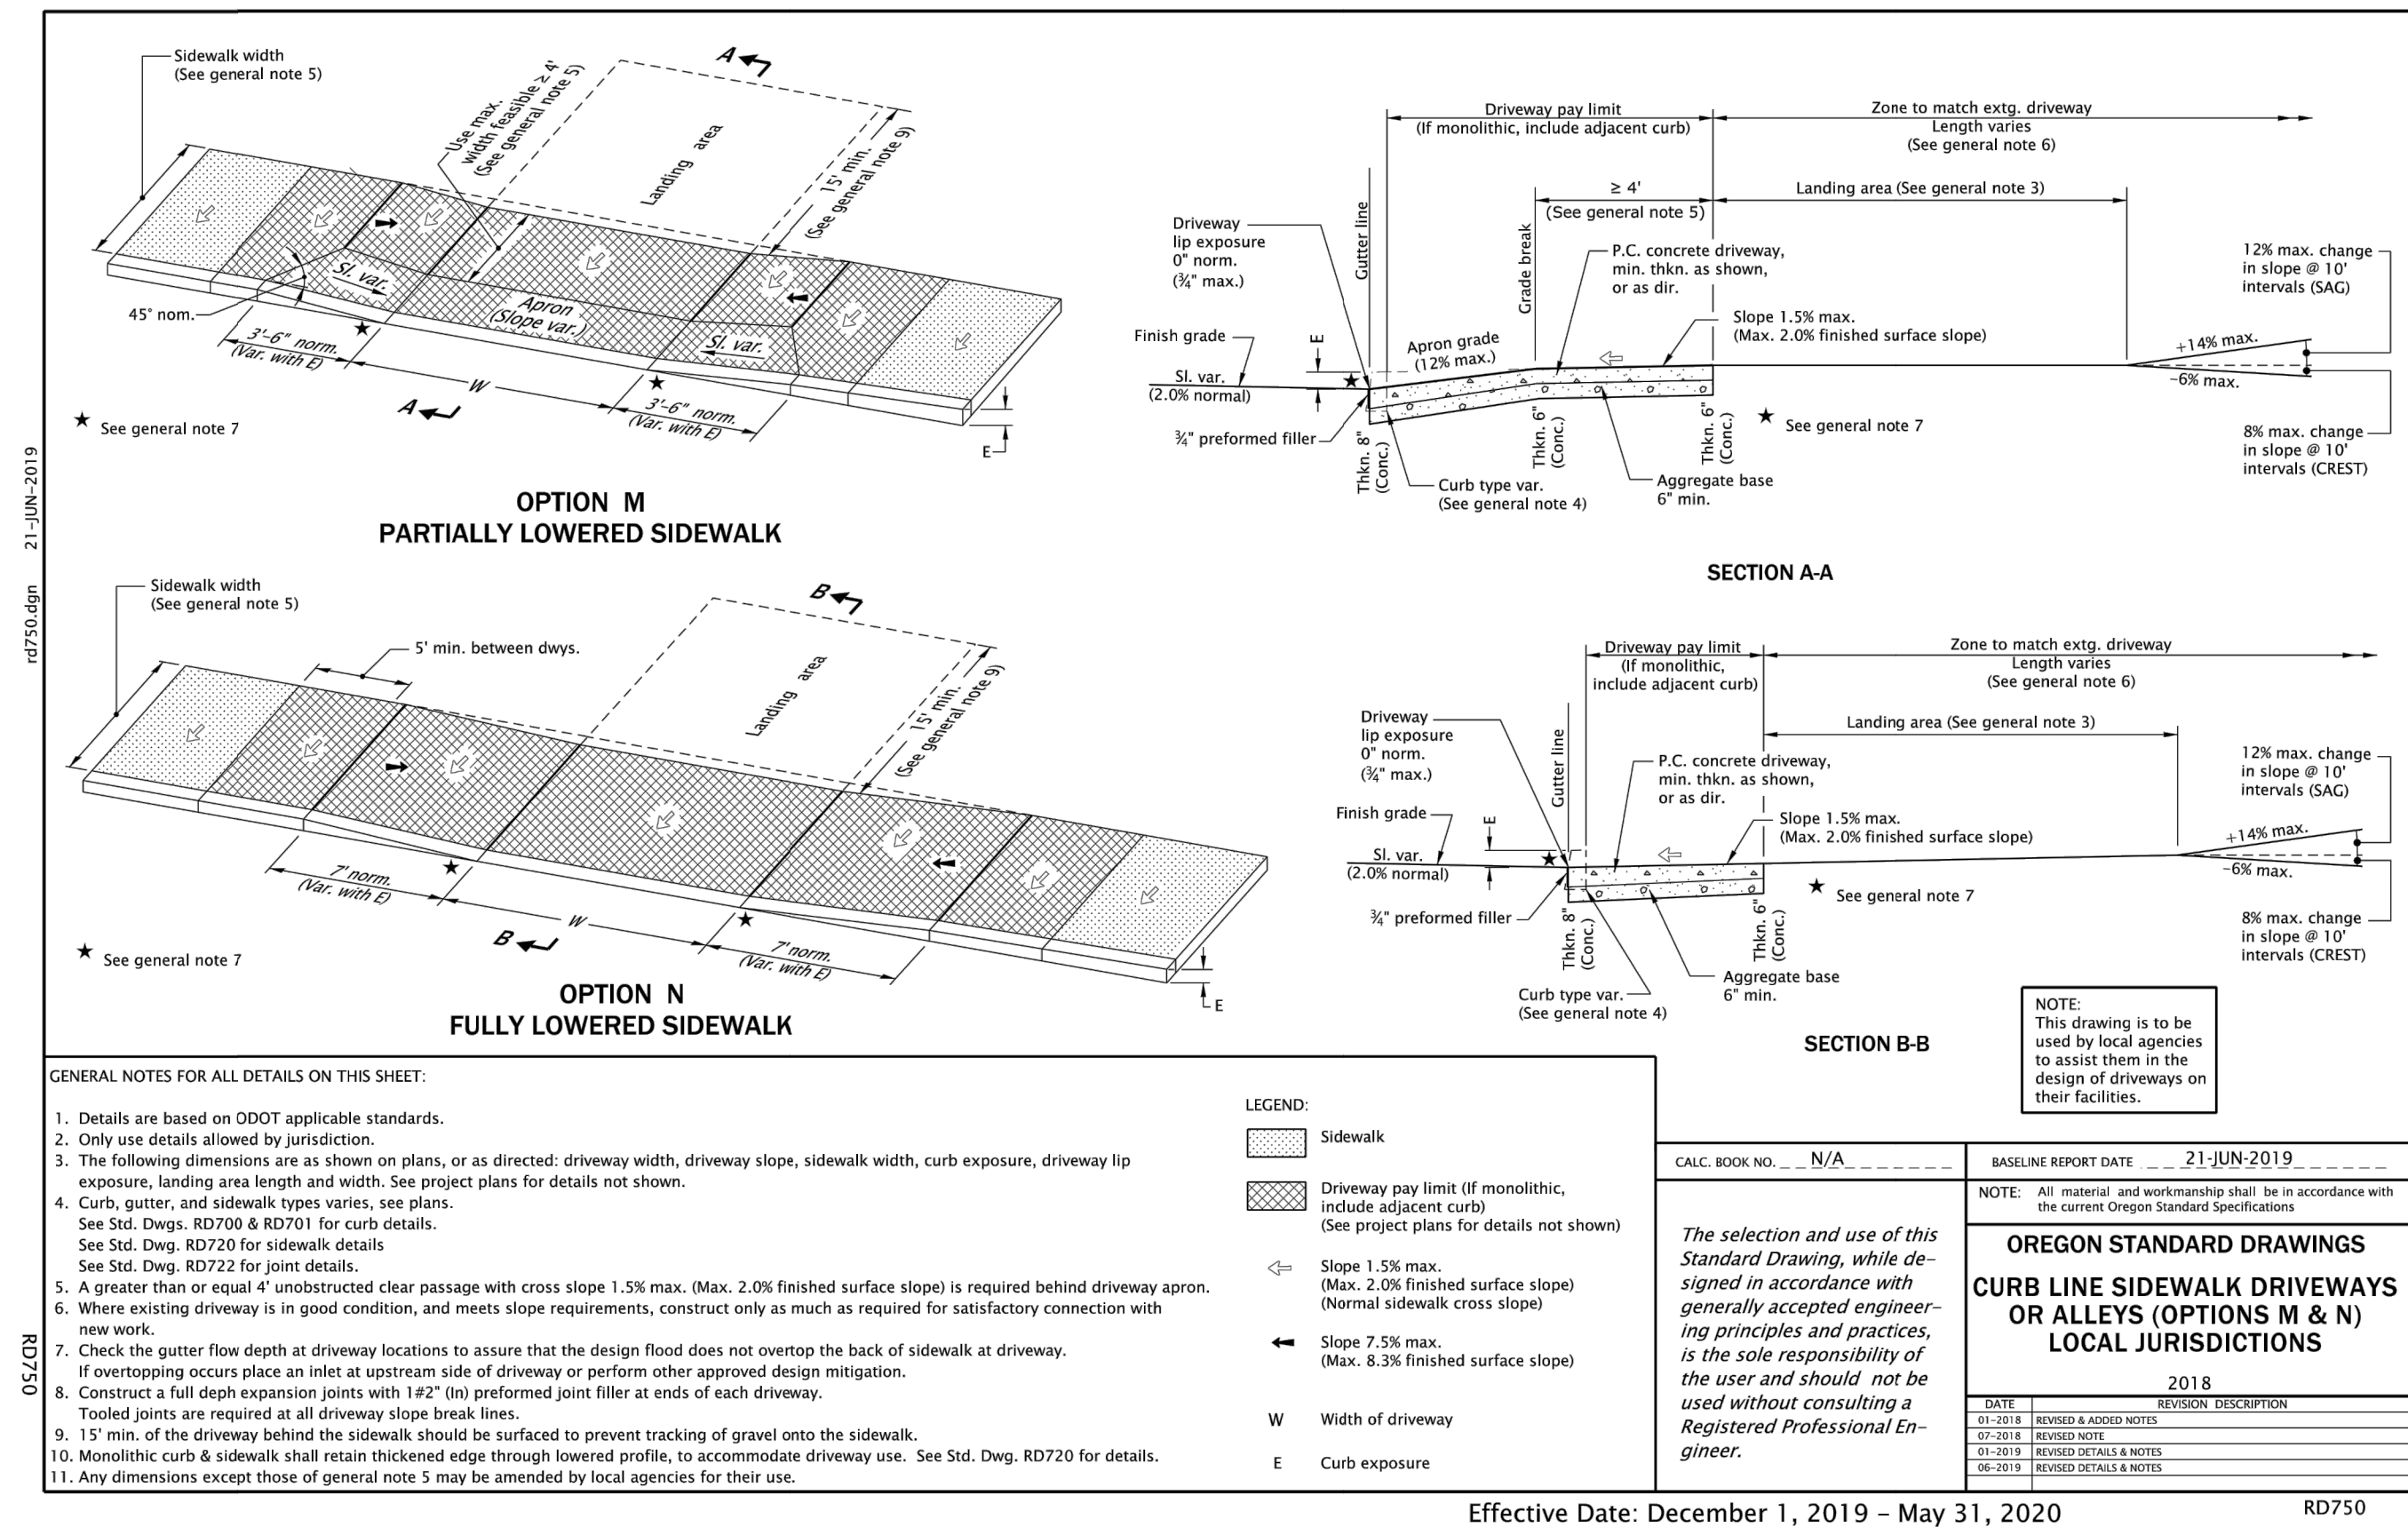 Sidewalk width
(See general note 5)
Use max.
width feasible ≥ 4'
(See general note 5)
A
Landing area
15' min.
(See general note 9)
Sl. var.
45° nom.
Apron
(Slope var.)
Sl. var.
3'-6" norm.
(Var. with E)
W
A
3'-6" norm.
(Var. with E)
★ See general note 7
E
OPTION M
PARTIALLY LOWERED SIDEWALK
Driveway pay limit
(If monolithic, include adjacent curb)
Zone to match extg. driveway
Length varies
(See general note 6)
≥ 4'
(See general note 5)
Landing area (See general note 3)
Driveway
lip exposure
0" norm.
(¾" max.)
Gutter line
Grade break
P.C. concrete driveway,
min. thkn. as shown,
or as dir.
12% max. change
in slope @ 10'
intervals (SAG)
Slope 1.5% max.
(Max. 2.0% finished surface slope)
Finish grade
E
Apron grade
(12% max.)
+14% max.
-6% max.
Sl. var.
(2.0% normal)
★
¾" preformed filler
Thkn. 8"
(Conc.)
Thkn. 6"
(Conc.)
Thkn. 6"
(Conc.)
★ See general note 7
8% max. change
in slope @ 10'
intervals (CREST)
Curb type var.
(See general note 4)
Aggregate base
6" min.
SECTION A-A
Sidewalk width
(See general note 5)
5' min. between dwys.
B
Landing area
15' min.
(See general note 9)
7' norm.
(Var. with E)
W
B
7' norm.
(Var. with E)
★ See general note 7
E
OPTION N
FULLY LOWERED SIDEWALK
Driveway pay limit
(If monolithic,
include adjacent curb)
Zone to match extg. driveway
Length varies
(See general note 6)
Landing area (See general note 3)
Driveway
lip exposure
0" norm.
(¾" max.)
Gutter line
P.C. concrete driveway,
min. thkn. as shown,
or as dir.
12% max. change
in slope @ 10'
intervals (SAG)
Finish grade
E
Slope 1.5% max.
(Max. 2.0% finished surface slope)
+14% max.
-6% max.
Sl. var.
(2.0% normal)
★
¾" preformed filler
Thkn. 8"
(Conc.)
Thkn. 6"
(Conc.)
★ See general note 7
8% max. change
in slope @ 10'
intervals (CREST)
Curb type var.
(See general note 4)
Aggregate base
6" min.
SECTION B-B
NOTE:
This drawing is to be
used by local agencies
to assist them in the
design of driveways on
their facilities.
GENERAL NOTES FOR ALL DETAILS ON THIS SHEET:
1. Details are based on ODOT applicable standards.
2. Only use details allowed by jurisdiction.
3. The following dimensions are as shown on plans, or as directed: driveway width, driveway slope, sidewalk width, curb exposure, driveway lip
exposure, landing area length and width. See project plans for details not shown.
4. Curb, gutter, and sidewalk types varies, see plans.
See Std. Dwgs. RD700 & RD701 for curb details.
See Std. Dwg. RD720 for sidewalk details
See Std. Dwg. RD722 for joint details.
5. A greater than or equal 4' unobstructed clear passage with cross slope 1.5% max. (Max. 2.0% finished surface slope) is required behind driveway apron.
6. Where existing driveway is in good condition, and meets slope requirements, construct only as much as required for satisfactory connection with
new work.
7. Check the gutter flow depth at driveway locations to assure that the design flood does not overtop the back of sidewalk at driveway.
If overtopping occurs place an inlet at upstream side of driveway or perform other approved design mitigation.
8. Construct a full deph expansion joints with 1#2" (In) preformed joint filler at ends of each driveway.
Tooled joints are required at all driveway slope break lines.
9. 15' min. of the driveway behind the sidewalk should be surfaced to prevent tracking of gravel onto the sidewalk.
10. Monolithic curb & sidewalk shall retain thickened edge through lowered profile, to accommodate driveway use. See Std. Dwg. RD720 for details.
11. Any dimensions except those of general note 5 may be amended by local agencies for their use.
LEGEND:
Sidewalk
Driveway pay limit (If monolithic,
include adjacent curb)
(See project plans for details not shown)
Slope 1.5% max.
(Max. 2.0% finished surface slope)
(Normal sidewalk cross slope)
Slope 7.5% max.
(Max. 8.3% finished surface slope)
W Width of driveway
E Curb exposure
CALC. BOOK NO. N/A
BASELINE REPORT DATE 21-JUN-2019
The selection and use of this
Standard Drawing, while de-
signed in accordance with
generally accepted engineer-
ing principles and practices,
is the sole responsibility of
the user and should not be
used without consulting a
Registered Professional En-
gineer.
NOTE: All material and workmanship shall be in accordance with
the current Oregon Standard Specifications
OREGON STANDARD DRAWINGS
CURB LINE SIDEWALK DRIVEWAYS
OR ALLEYS (OPTIONS M & N)
LOCAL JURISDICTIONS
2018
DATE REVISION DESCRIPTION
01-2018 REVISED & ADDED NOTES
07-2018 REVISED NOTE
01-2019 REVISED DETAILS & NOTES
06-2019 REVISED DETAILS & NOTES
Effective Date: December 1, 2019 – May 31, 2020
RD750
rd750.dgn 21-JUN-2019
RD750